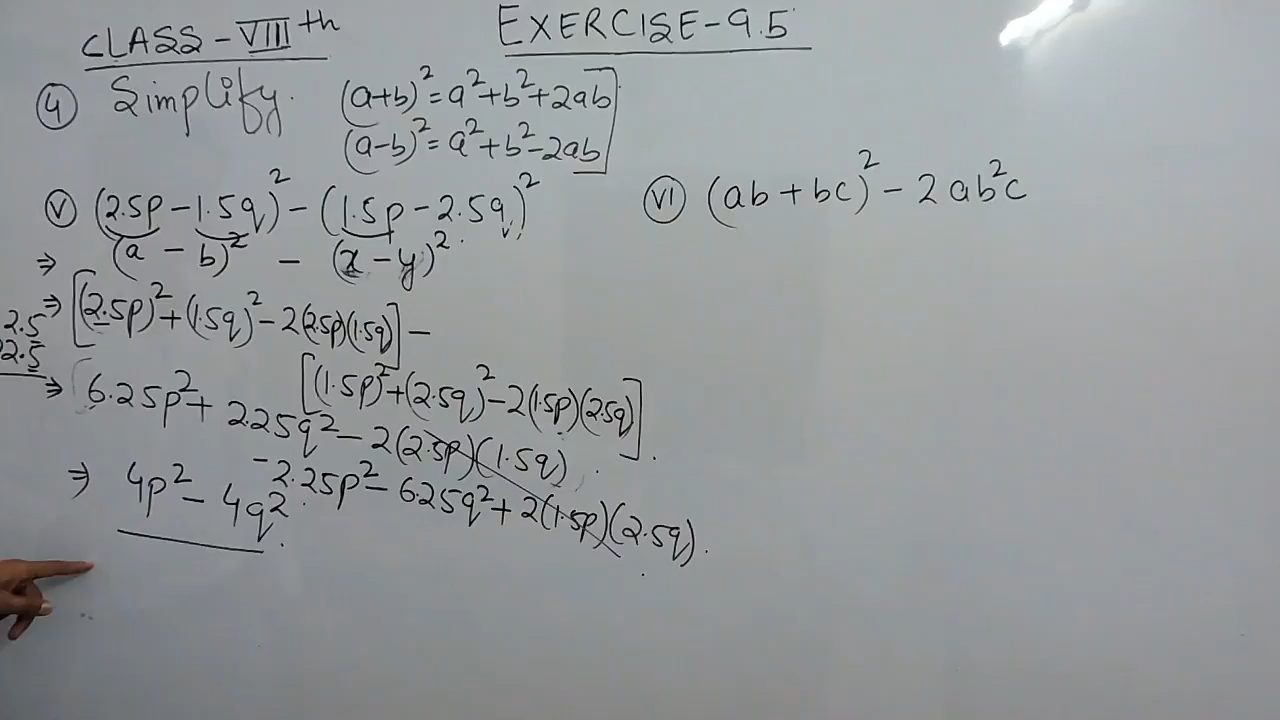 CLASS - VIIIth
EXERCISE - 9.5
④ Simplify.
(a+b)² = a²+b²+2ab
(a-b)² = a²+b²-2ab
Ⓥ (2.5p - 1.5q)² - (1.5p - 2.5q)²
⇒ (a - b)² - (x - y)²
⇒ [(2.5p)² + (1.5q)² - 2(2.5p)(1.5q)] -
[(1.5p)² + (2.5q)² - 2(1.5p)(2.5q)].
2.5
2.5
⇒ 6.25p² + 2.25q² - 2(2.5p)(1.5q)
- 2.25p² - 6.25q² + 2(1.5p)(2.5q).
⇒ 4p² - 4q².
ⓥⓘ (ab + bc)² - 2ab²c